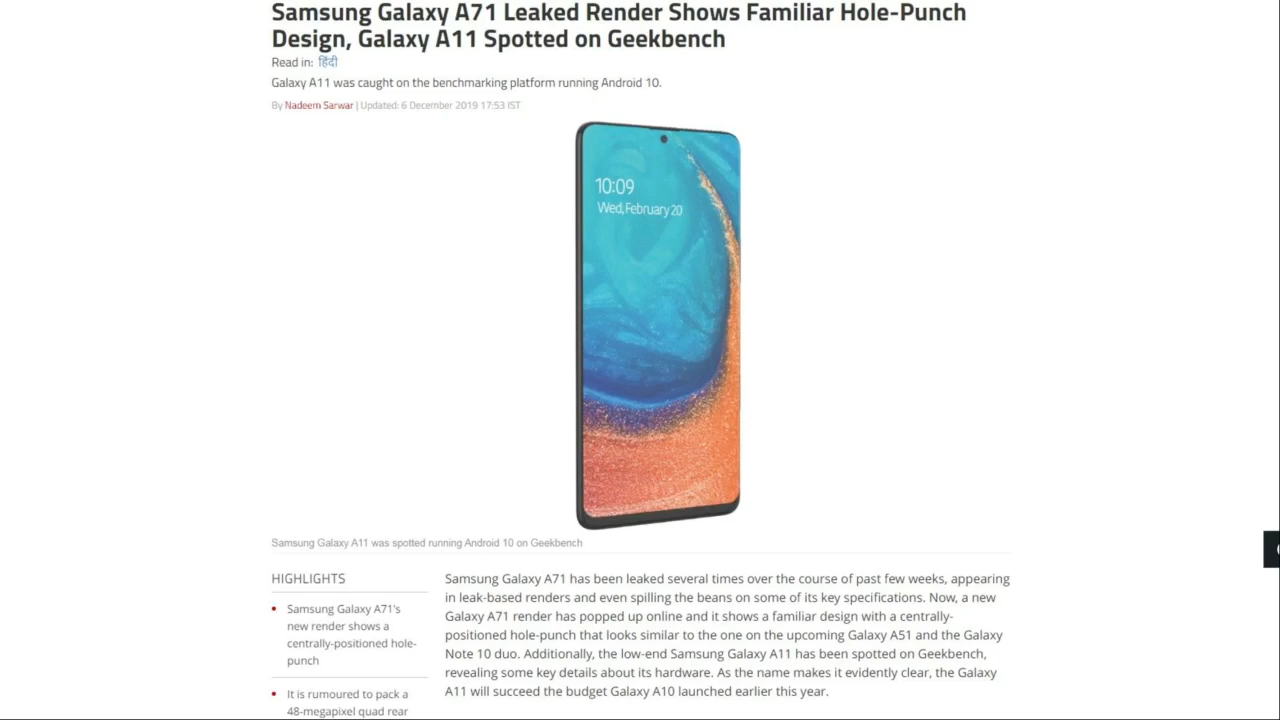 Samsung Galaxy A71 Leaked Render Shows Familiar Hole-Punch
Design, Galaxy A11 Spotted on Geekbench
Read in: हिंदी
Galaxy A11 was caught on the benchmarking platform running Android 10.
By Nadeem Sarwar | Updated: 6 December 2019 17:53 IST
10:09
Wed, February 20
Samsung Galaxy A11 was spotted running Android 10 on Geekbench
HIGHLIGHTS
Samsung Galaxy A71's
new render shows a
centrally-positioned hole-
punch
It is rumoured to pack a
48-megapixel quad rear
Samsung Galaxy A71 has been leaked several times over the course of past few weeks, appearing
in leak-based renders and even spilling the beans on some of its key specifications. Now, a new
Galaxy A71 render has popped up online and it shows a familiar design with a centrally-
positioned hole-punch that looks similar to the one on the upcoming Galaxy A51 and the Galaxy
Note 10 duo. Additionally, the low-end Samsung Galaxy A11 has been spotted on Geekbench,
revealing some key details about its hardware. As the name makes it evidently clear, the Galaxy
A11 will succeed the budget Galaxy A10 launched earlier this year.